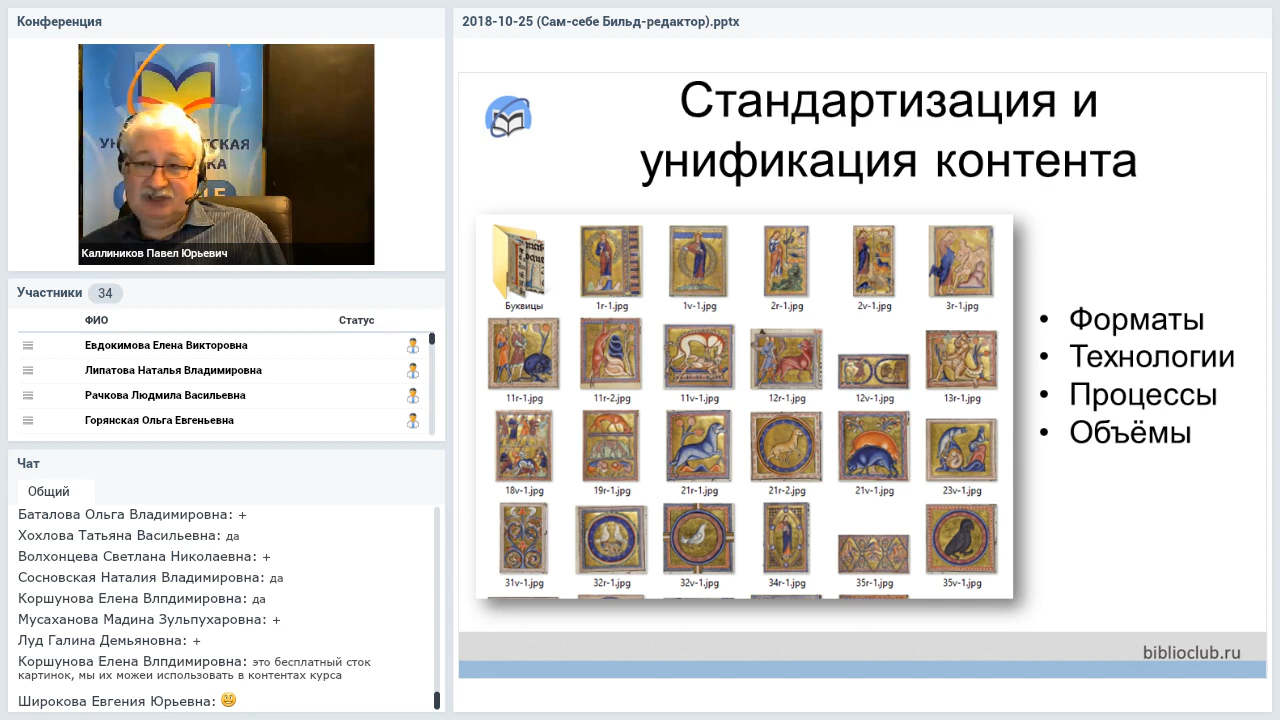 Конференция
УНИ ТСКАЯ
КА
Каллиников Павел Юрьевич
Участники 34
ФИО Статус
Евдокимова Елена Викторовна
Липатова Наталья Владимировна
Рачкова Людмила Васильевна
Горянская Ольга Евгеньевна
Чат
Общий
Баталова Ольга Владимировна: +
Хохлова Татьяна Васильевна: да
Волхонцева Светлана Николаевна: +
Сосновская Наталия Владимировна: да
Коршунова Елена Влпдимировна: да
Мусаханова Мадина Зульпухаровна: +
Луд Галина Демьяновна: +
Коршунова Елена Влпдимировна: это бесплатный сток
картинок, мы их можеи использовать в контентах курса
Широкова Евгения Юрьевна:
2018-10-25 (Сам-себе Бильд-редактор).pptx
Стандартизация и
унификация контента
Буквицы 1r-1.jpg 1v-1.jpg 2r-1.jpg 2v-1.jpg 3r-1.jpg
11r-1.jpg 11r-2.jpg 11v-1.jpg 12r-1.jpg 12v-1.jpg 13r-1.jpg
18v-1.jpg 19r-1.jpg 21r-1.jpg 21r-2.jpg 21v-1.jpg 23v-1.jpg
31v-1.jpg 32r-1.jpg 32v-1.jpg 34r-1.jpg 35r-1.jpg 35v-1.jpg
• Форматы
• Технологии
• Процессы
• Объёмы
biblioclub.ru